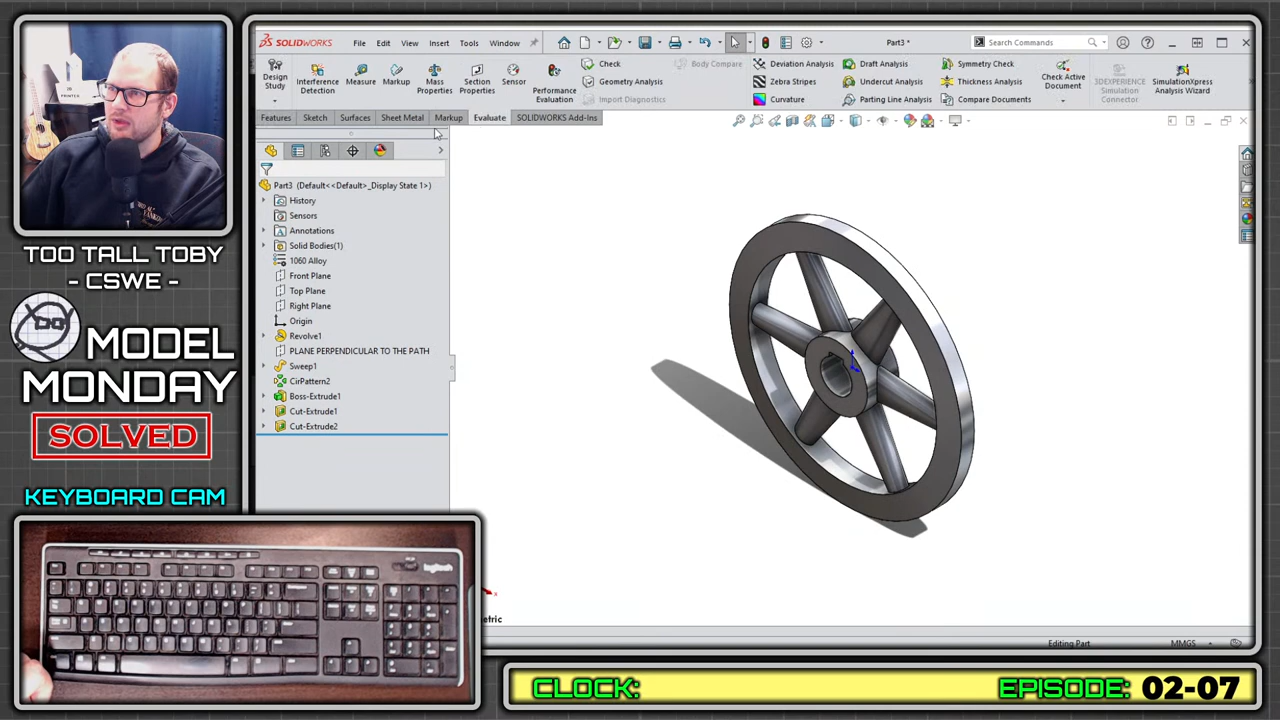 SOLIDWORKS
File Edit View Insert Tools Window
Part3 *
Search Commands
Design Study
Interference Detection
Measure
Markup
Mass Properties
Section Properties
Sensor
Performance Evaluation
Check
Geometry Analysis
Import Diagnostics
Body Compare
Deviation Analysis
Zebra Stripes
Curvature
Draft Analysis
Undercut Analysis
Parting Line Analysis
Symmetry Check
Thickness Analysis
Compare Documents
Check Active Document
3DEXPERIENCE Simulation Connector
SimulationXpress Analysis Wizard
Features Sketch Surfaces Sheet Metal Markup Evaluate SOLIDWORKS Add-Ins
Part3 (Default<<Default>_Display State 1>)
History
Sensors
Annotations
Solid Bodies(1)
1060 Alloy
Front Plane
Top Plane
Right Plane
Origin
Revolve1
PLANE PERPENDICULAR TO THE PATH
Sweep1
CirPattern2
Boss-Extrude1
Cut-Extrude1
Cut-Extrude2
TOO TALL TOBY
- CSWE -
MODEL
MONDAY
SOLVED
KEYBOARD CAM
logitech
x
etric
Editing Part
MMGS
CLOCK:
EPISODE: 02-07